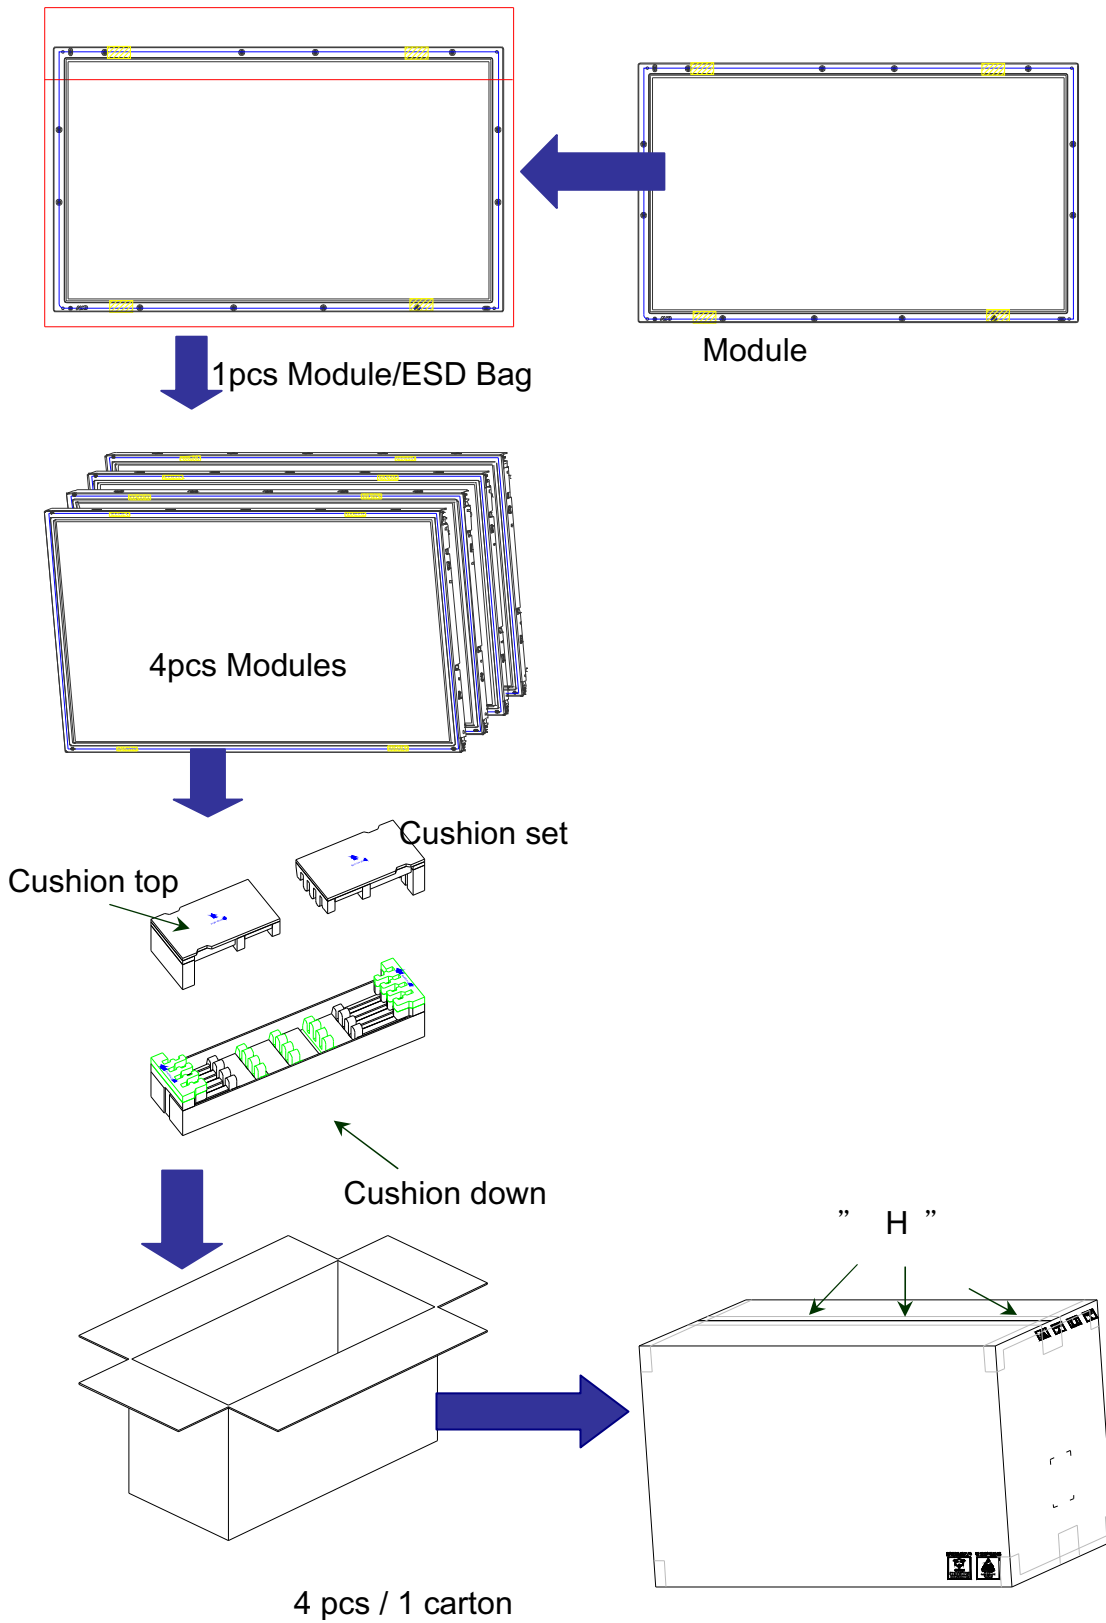 Module
1pcs Module/ESD Bag
4pcs Modules
Cushion set
Cushion top
Cushion down
” H ”
4 pcs / 1 carton